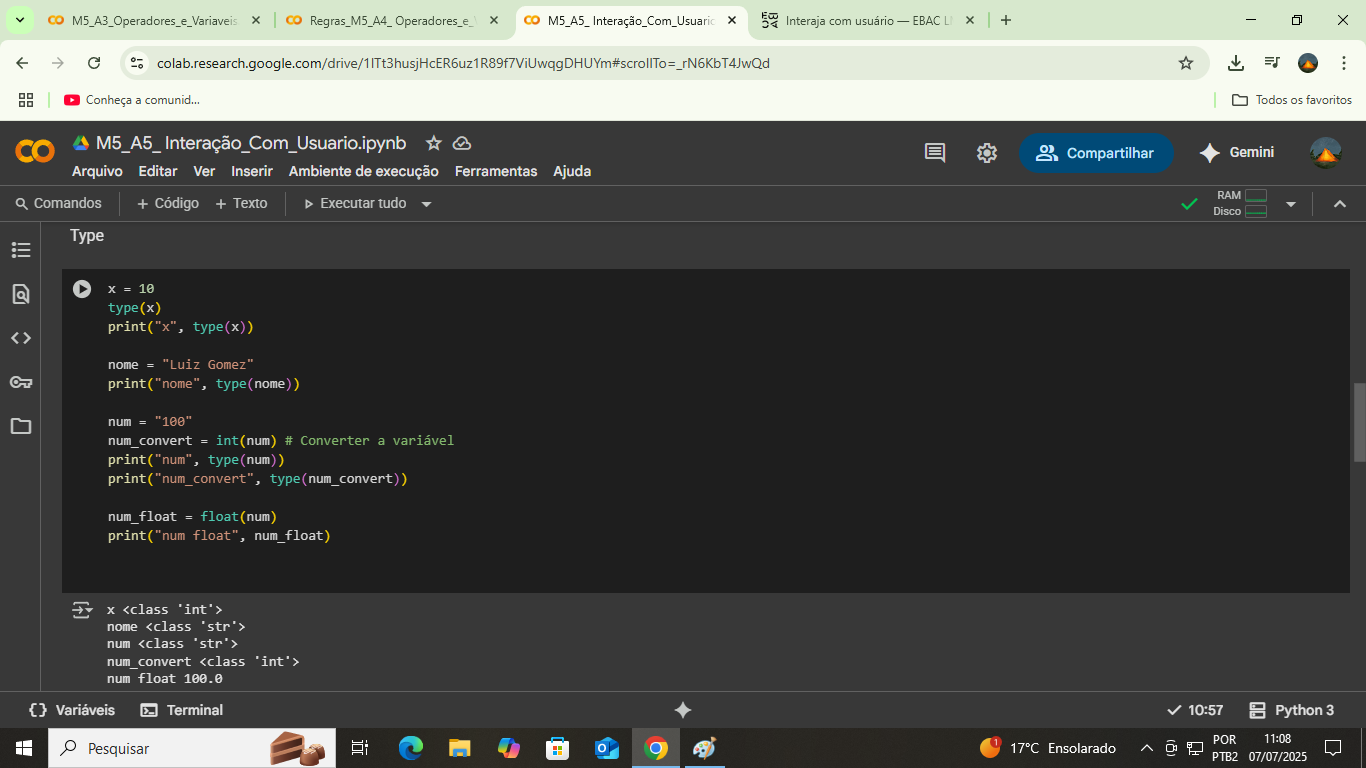 M5_A3_Operadores_e_Variaveis
Regras_M5_A4_ Operadores_e_V
M5_A5_ Interação_Com_Usuario
Interaja com usuário — EBAC LM
colab.research.google.com/drive/1ITt3husjHcER6uz1R89f7ViUwqgDHUYm#scrollTo=_rN6KbT4JwQd
Conheça a comunid...
Todos os favoritos
M5_A5_ Interação_Com_Usuario.ipynb
Arquivo Editar Ver Inserir Ambiente de execução Ferramentas Ajuda
Compartilhar
Gemini
Comandos + Código + Texto Executar tudo
RAM
Disco
Type
x = 10
type(x)
print("x", type(x))
nome = "Luiz Gomez"
print("nome", type(nome))
num = "100"
num_convert = int(num) # Converter a variável
print("num", type(num))
print("num_convert", type(num_convert))
num_float = float(num)
print("num float", num_float)
x <class 'int'>
nome <class 'str'>
num <class 'str'>
num_convert <class 'int'>
num float 100.0
Variáveis Terminal
10:57 Python 3
Pesquisar
1
17°C Ensolarado
POR
PTB2
11:08
07/07/2025